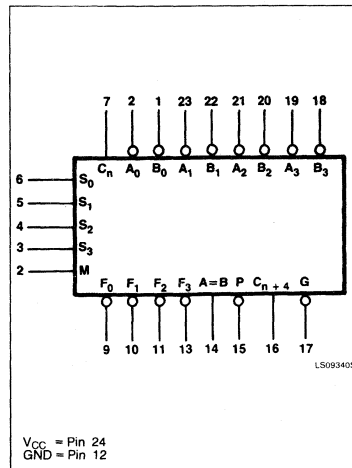 7 2 1 23 22 21 20 19 18
Cn A0 B0 A1 B1 A2 B2 A3 B3
6 S0
5 S1
4 S2
3 S3
2 M
F0 F1 F2 F3 A=B P Cn + 4 G
9 10 11 13 14 15 16 17
LS09340S
VCC = Pin 24
GND = Pin 12